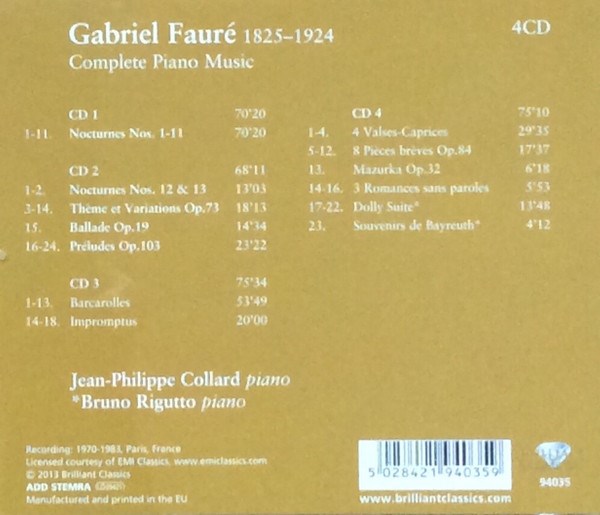 Gabriel Fauré 1825–1924 4CD
Complete Piano Music
CD 1 70'20
1-11. Nocturnes Nos. 1-11 70'20
CD 2 68'11
1-2. Nocturnes Nos. 12 & 13 13'03
3-14. Thème et Variations Op.73 18'13
15. Ballade Op.19 14'34
16-24. Préludes Op.103 23'22
CD 3 75'34
1-13. Barcarolles 53'49
14-18. Impromptus 20'00
CD 4 75'10
1-4. 4 Valses-Caprices 29'35
5-12. 8 Pièces brèves Op.84 17'37
13. Mazurka Op.32 6'18
14-16. 3 Romances sans paroles 5'53
17-22. Dolly Suite* 13'48
23. Souvenirs de Bayreuth* 4'12
Jean-Philippe Collard piano
*Bruno Rigutto piano
Recording: 1970-1983, Paris, France
Licensed courtesy of EMI Classics, www.emiclassics.com
© 2013 Brilliant Classics
ADD STEMRA
Manufactured and printed in the EU
5 028421 940359
www.brilliantclassics.com
94035